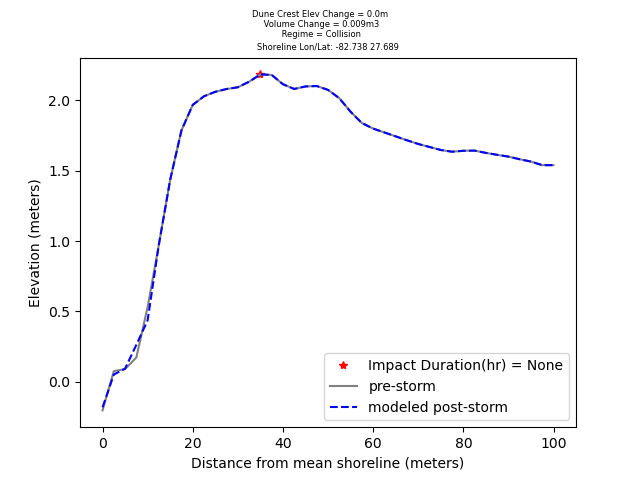 Dune Crest Elev Change = 0.0m
Volume Change = 0.009m3
Regime = Collision
Shoreline Lon/Lat: -82.738 27.689
Elevation (meters)
2.0
1.5
1.0
0.5
0.0
Impact Duration(hr) = None
pre-storm
modeled post-storm
0 20 40 60 80 100
Distance from mean shoreline (meters)